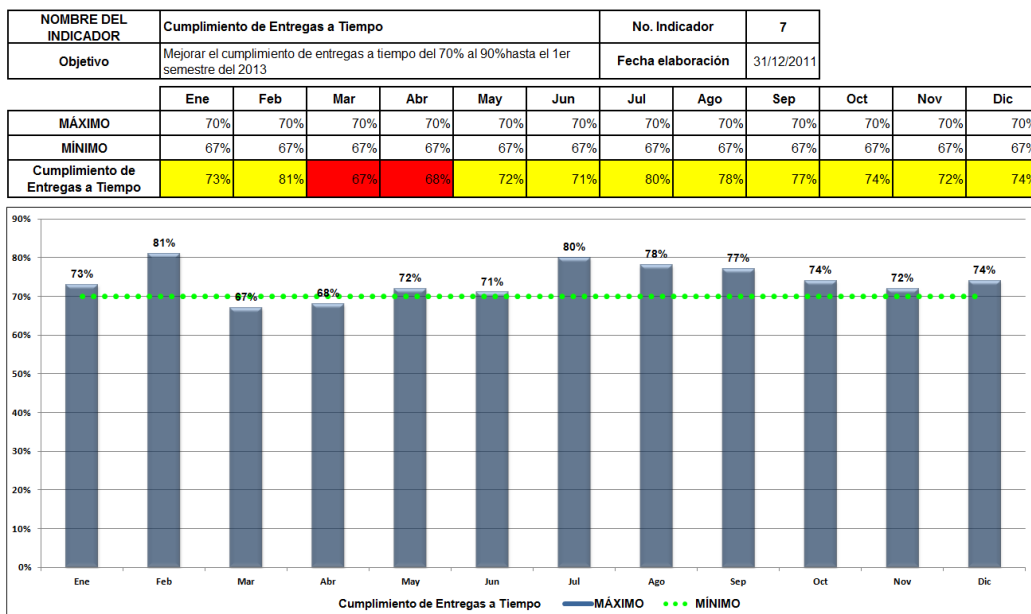 NOMBRE DEL INDICADOR Cumplimiento de Entregas a Tiempo No. Indicador 7
Objetivo Mejorar el cumplimiento de entregas a tiempo del 70% al 90%hasta el 1er semestre del 2013 Fecha elaboración 31/12/2011
Ene Feb Mar Abr May Jun Jul Ago Sep Oct Nov Dic
MÁXIMO 70% 70% 70% 70% 70% 70% 70% 70% 70% 70% 70% 70%
MÍNIMO 67% 67% 67% 67% 67% 67% 67% 67% 67% 67% 67% 67%
Cumplimiento de Entregas a Tiempo 73% 81% 67% 68% 72% 71% 80% 78% 77% 74% 72% 74%
90%
80%
70%
60%
50%
40%
30%
20%
10%
0%
73% 81% 67% 68% 72% 71% 80% 78% 77% 74% 72% 74%
Ene Feb Mar Abr May Jun Jul Ago Sep Oct Nov Dic
Cumplimiento de Entregas a Tiempo MÁXIMO MÍNIMO